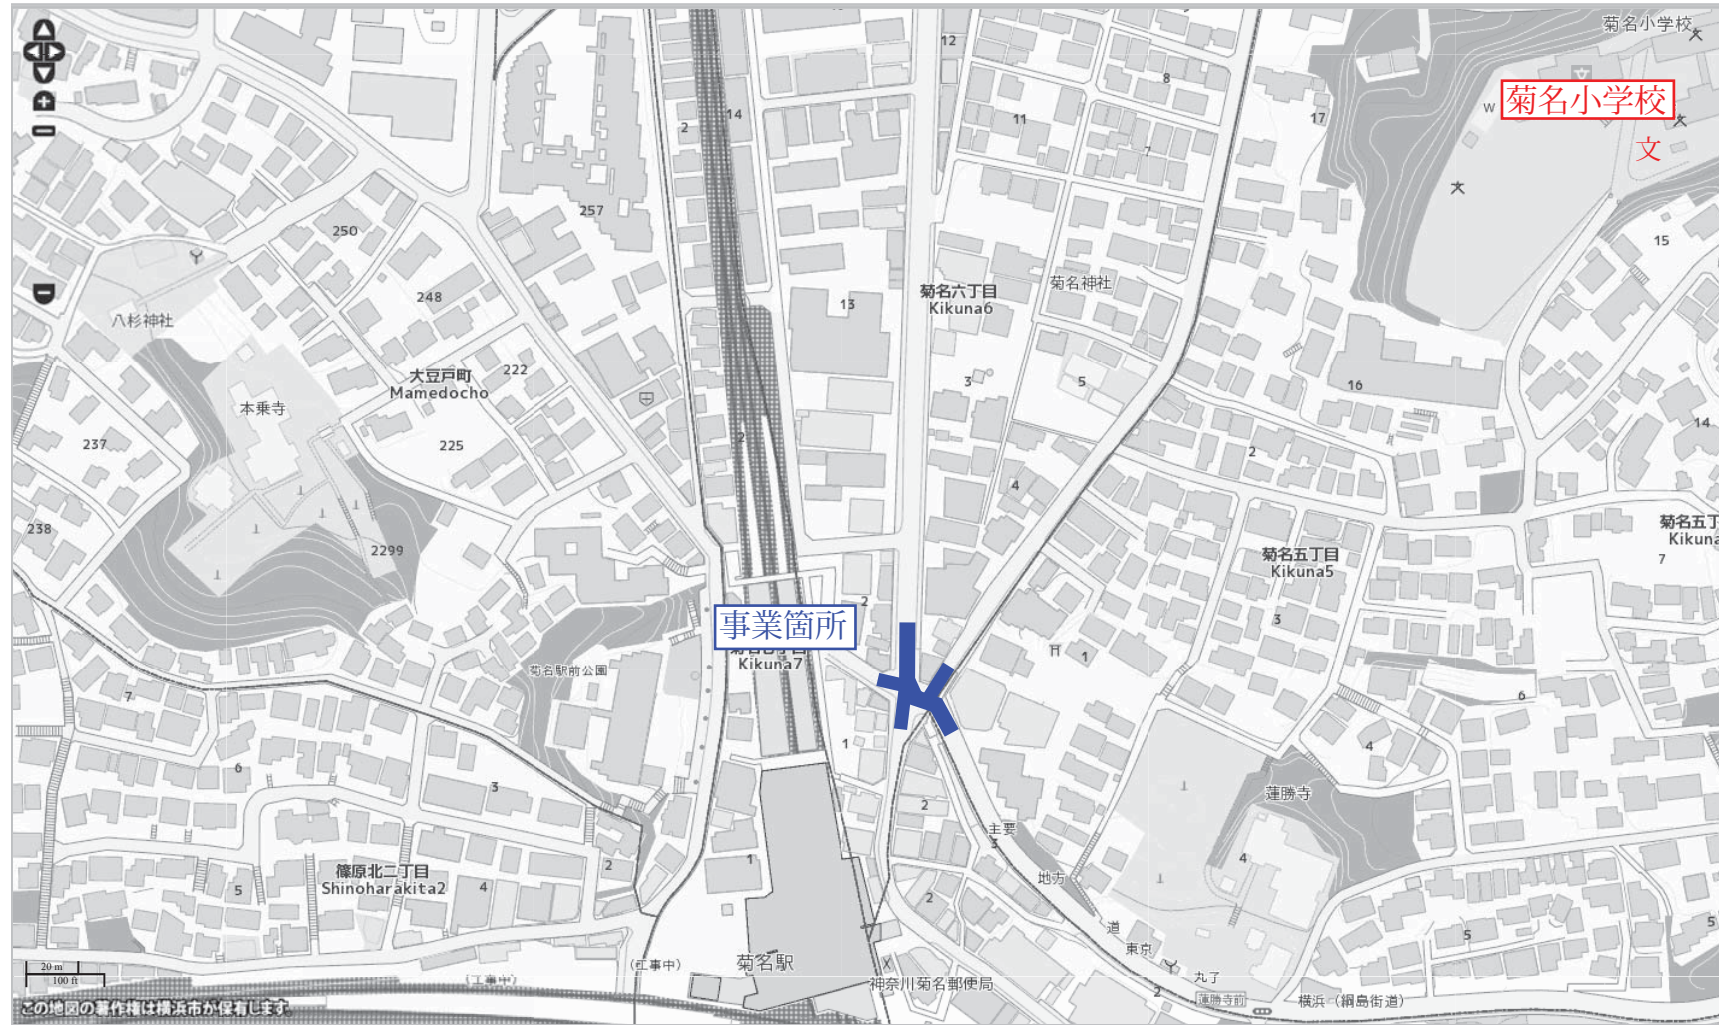 菊名小学校
12
8
14
2
11
17
W
菊名小学校
7
文
257
250
15
248
13
菊名六丁目
Kikuna6
菊名神社
八杉神社
大豆戸町
Mamedocho
222
3
5
16
本乗寺
2
237
225
2
14
4
238
菊名五丁
Kikuna
2299
菊名五丁目
Kikuna5
7
2
3
事業箇所
Kikuna7
菊名駅前公園
1
7
6
6
1
4
3
蓮勝寺
2
主要
3
篠原北二丁目
Shinoharakita2
5
4
2
1
4
地方
2
道
5
5
東京
丸子
菊名駅
(工事中)
(工事中)
神奈川菊名郵便局
2
蓮勝寺前
横浜(綱島街道)
20 m
100 ft
この地図の著作権は横浜市が保有します